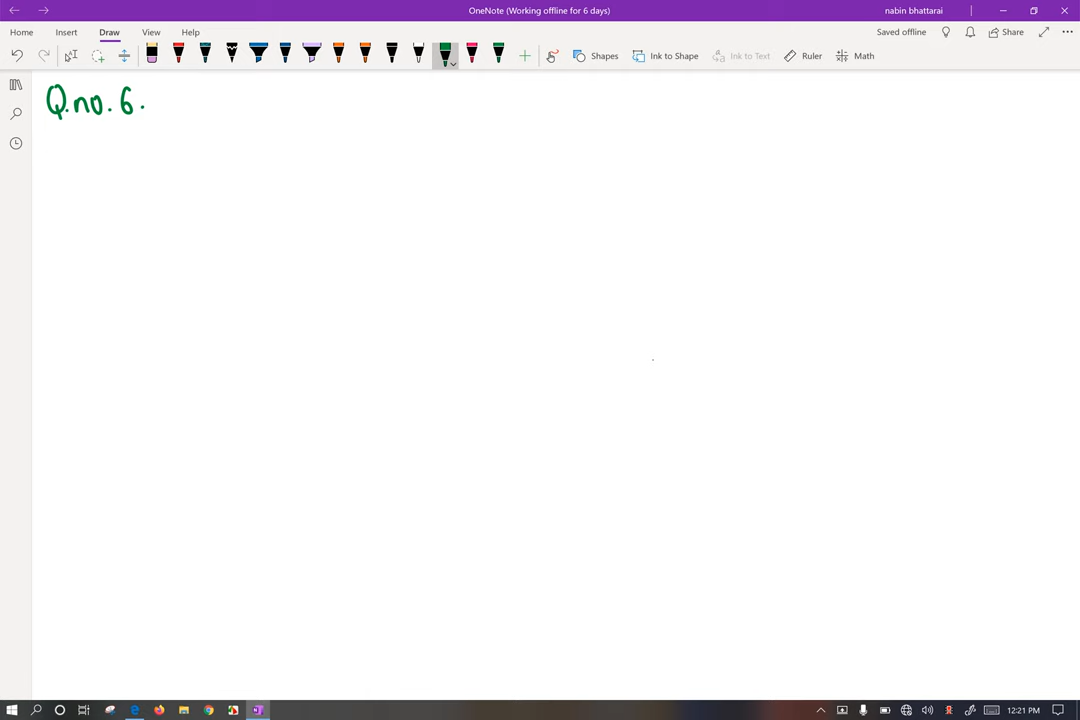 OneNote (Working offline for 6 days)
nabin bhattarai
Home Insert Draw View Help
Saved offline
Share
Shapes
Ink to Shape
Ink to Text
Ruler
Math
Q.no. 6.
12:21 PM